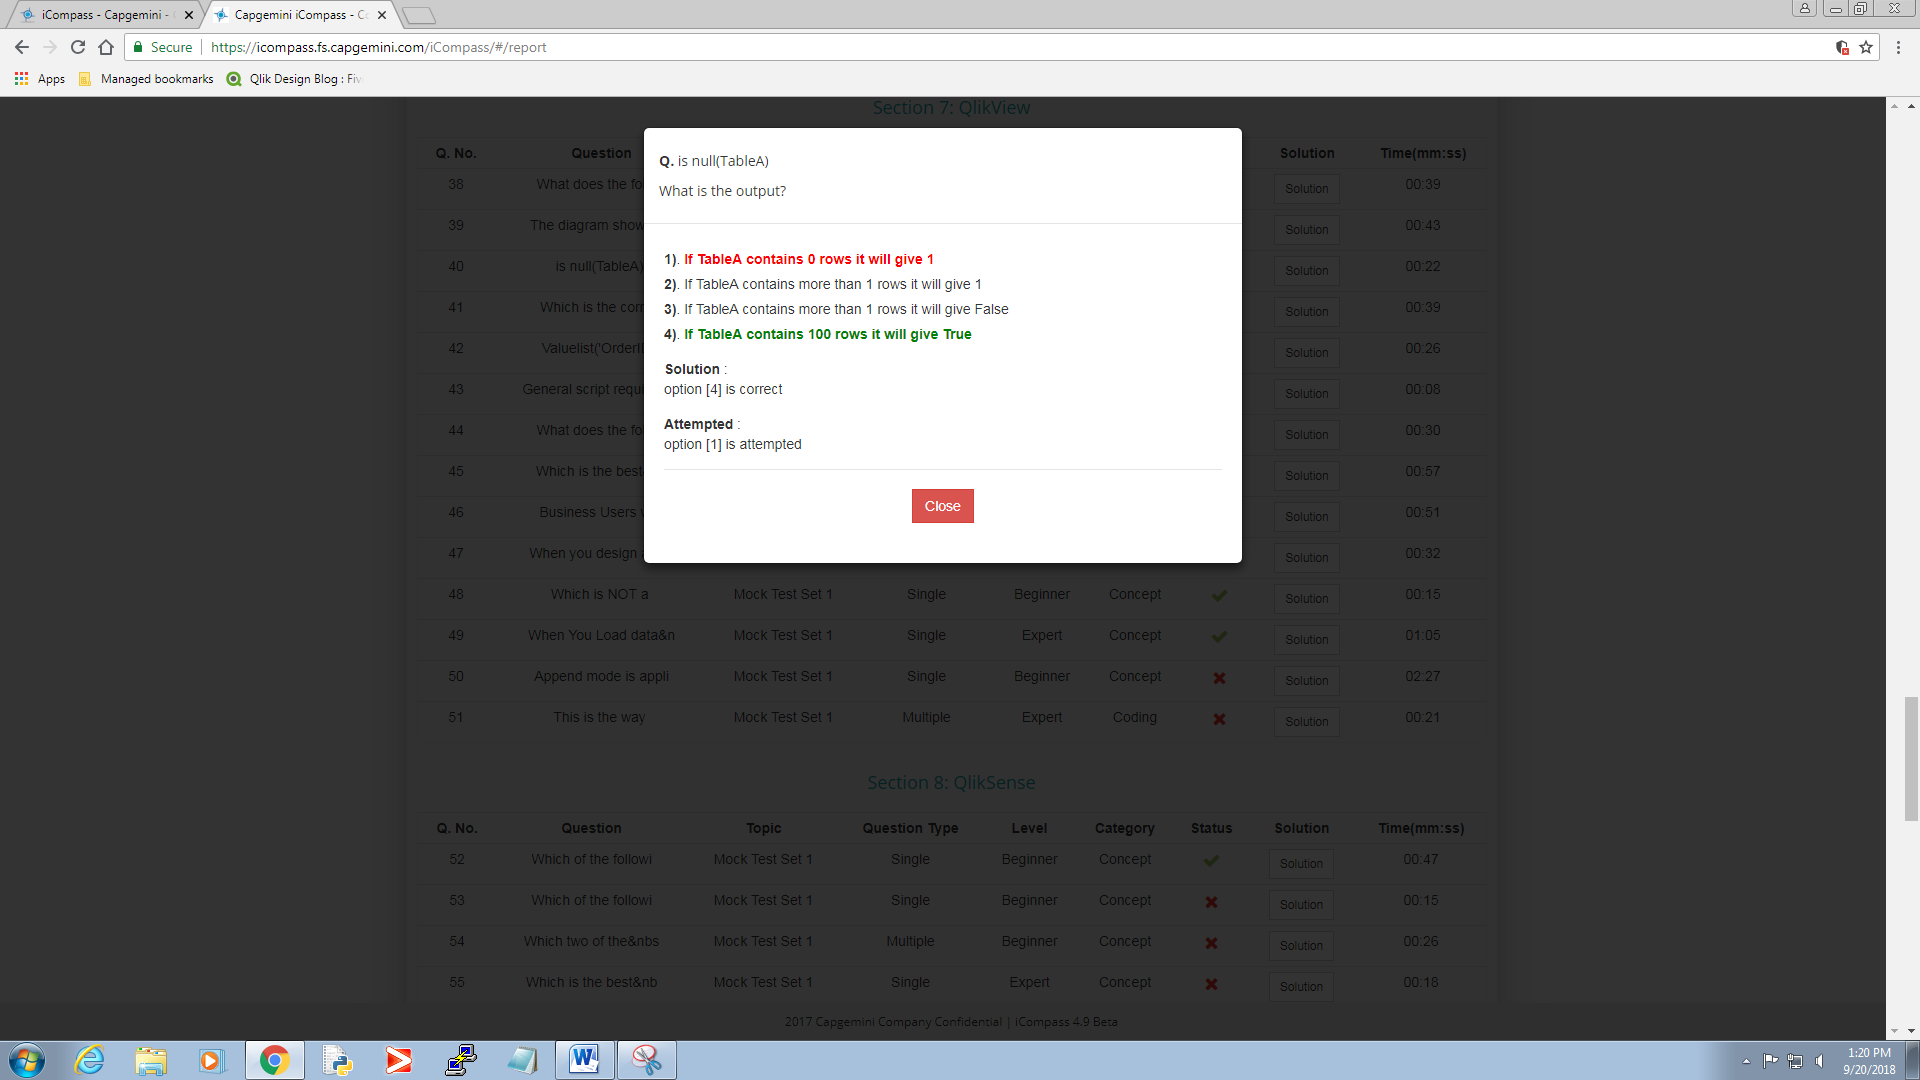 iCompass - Capgemini -
Capgemini iCompass - C
Secure
https://icompass.fs.capgemini.com/iCompass/#/report
Apps
Managed bookmarks
Qlik Design Blog : Fiv
Section 7: QlikView
Q. No. Question Solution Time(mm:ss)
38 What does the fo Solution 00:39
39 The diagram show Solution 00:43
40 is null(TableA) Solution 00:22
41 Which is the corr Solution 00:39
42 Valuelist('OrderI Solution 00:26
43 General script requi Solution 00:08
44 What does the fo Solution 00:30
45 Which is the best Solution 00:57
46 Business Users Solution 00:51
47 When you design Solution 00:32
Q. is null(TableA)
What is the output?
1). If TableA contains 0 rows it will give 1
2). If TableA contains more than 1 rows it will give 1
3). If TableA contains more than 1 rows it will give False
4). If TableA contains 100 rows it will give True
Solution :
option [4] is correct
Attempted :
option [1] is attempted
Close
48 Which is NOT a Mock Test Set 1 Single Beginner Concept Solution 00:15
49 When You Load data&n Mock Test Set 1 Single Expert Concept Solution 01:05
50 Append mode is appli Mock Test Set 1 Single Beginner Concept Solution 02:27
51 This is the way Mock Test Set 1 Multiple Expert Coding Solution 00:21
Section 8: QlikSense
Q. No. Question Topic Question Type Level Category Status Solution Time(mm:ss)
52 Which of the followi Mock Test Set 1 Single Beginner Concept Solution 00:47
53 Which of the followi Mock Test Set 1 Single Beginner Concept Solution 00:15
54 Which two of the&nbs Mock Test Set 1 Multiple Beginner Concept Solution 00:26
55 Which is the best&nb Mock Test Set 1 Single Expert Concept Solution 00:18
2017 Capgemini Company Confidential | iCompass 4.9 Beta
1:20 PM
9/20/2018